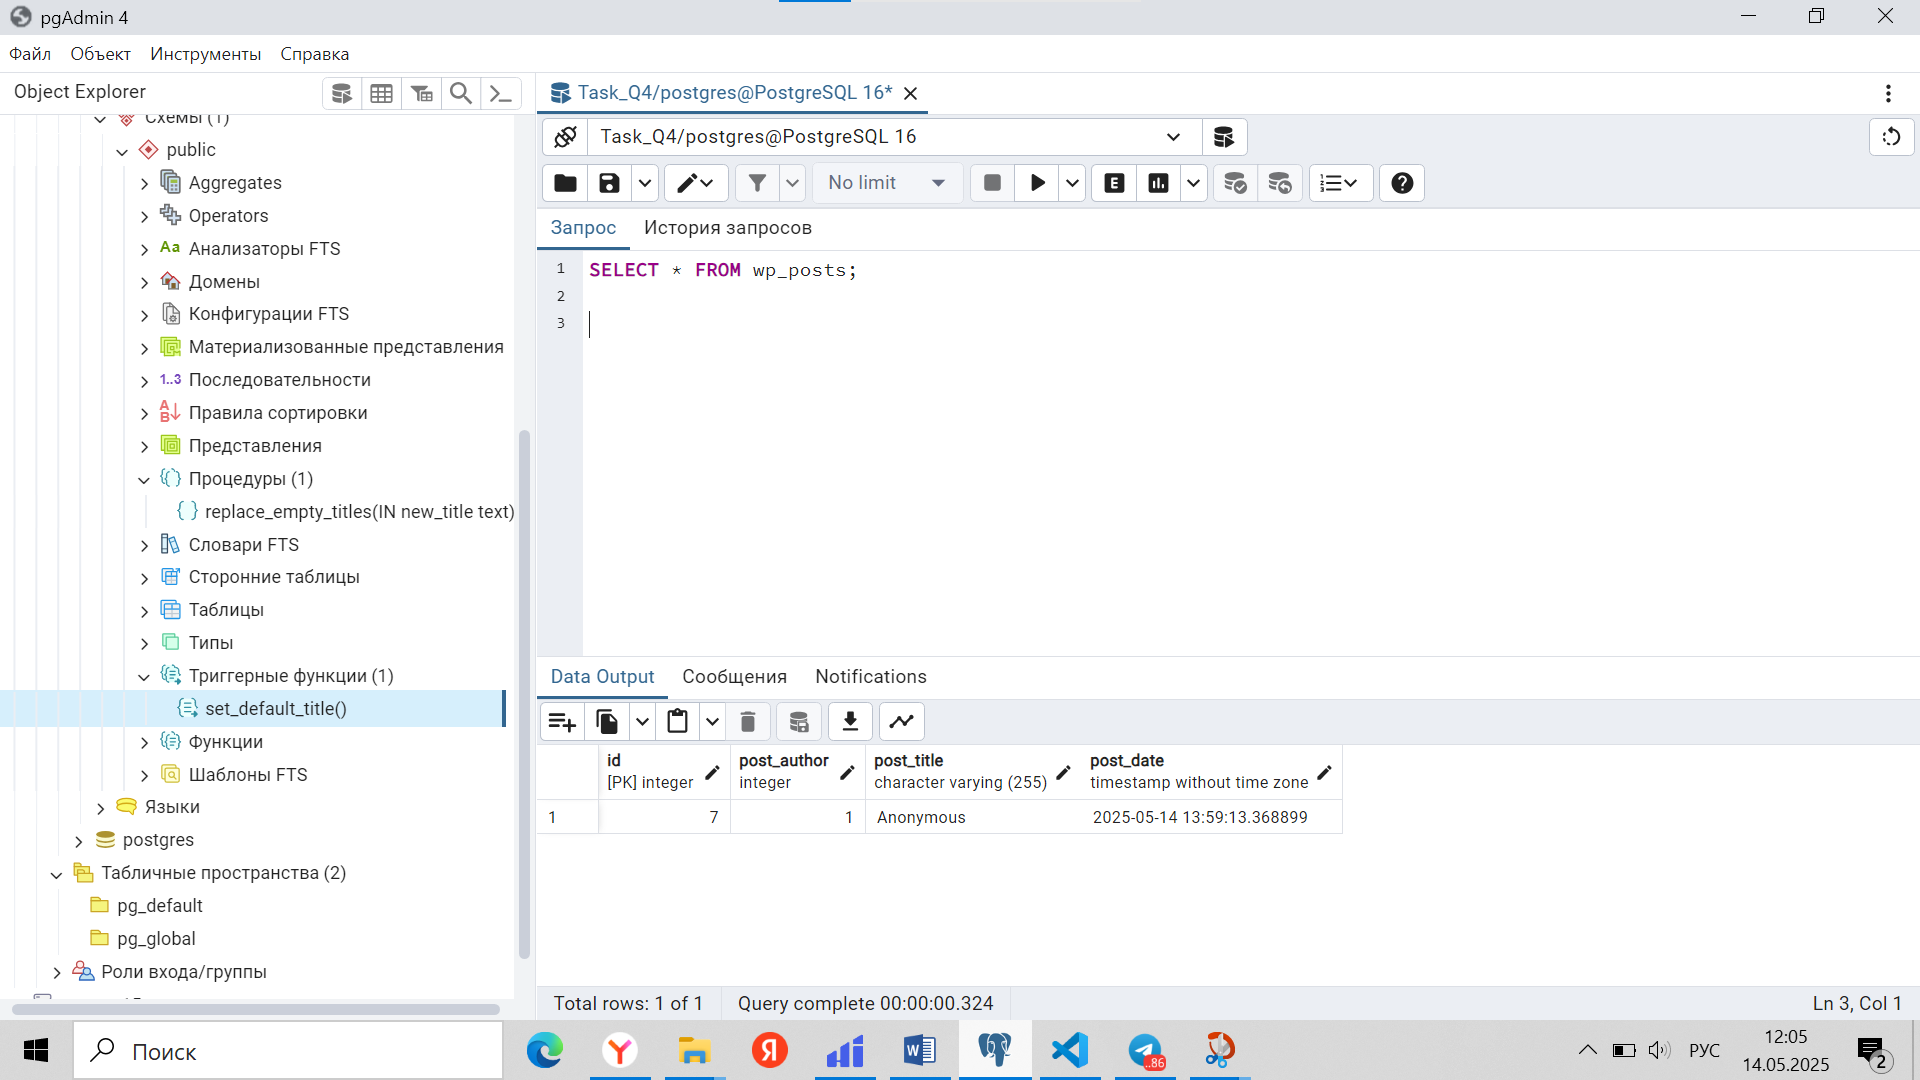 pgAdmin 4
Файл Объект Инструменты Справка
Object Explorer
Схемы (1)
public
Aggregates
Operators
Aa Анализаторы FTS
Домены
Конфигурации FTS
Материализованные представления
1..3 Последовательности
Правила сортировки
Представления
Процедуры (1)
replace_empty_titles(IN new_title text)
Словари FTS
Сторонние таблицы
Таблицы
Типы
Триггерные функции (1)
set_default_title()
Функции
Шаблоны FTS
Языки
postgres
Табличные пространства (2)
pg_default
pg_global
Роли входа/группы
Task_Q4/postgres@PostgreSQL 16*
Task_Q4/postgres@PostgreSQL 16
No limit
E
Запрос История запросов
1 SELECT * FROM wp_posts;
2
3
Data Output Сообщения Notifications
id post_author post_title post_date
[PK] integer integer character varying (255) timestamp without time zone
1 7 1 Anonymous 2025-05-14 13:59:13.368899
Total rows: 1 of 1 Query complete 00:00:00.324 Ln 3, Col 1
Поиск
Я
..86
РУС
12:05
14.05.2025
2